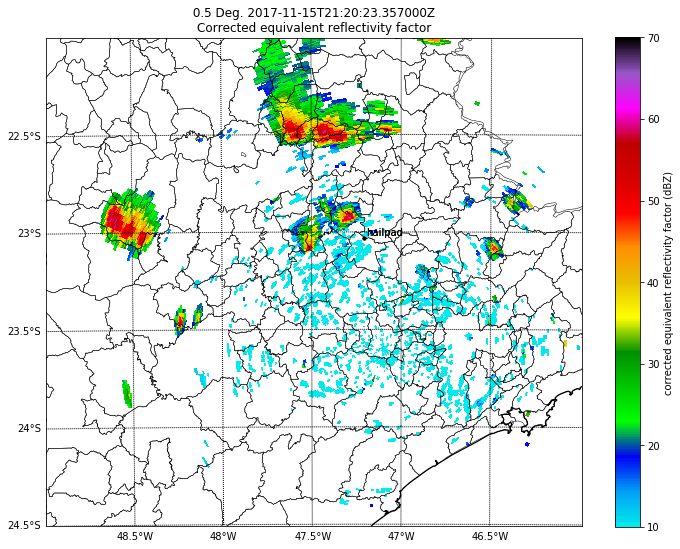 0.5 Deg. 2017-11-15T21:20:23.357000Z
Corrected equivalent reflectivity factor
22.5°S
23°S
23.5°S
24°S
24.5°S
48.5°W
48°W
47.5°W
47°W
46.5°W
hailpad
70
60
50
40
30
20
10
corrected equivalent reflectivity factor (dBZ)